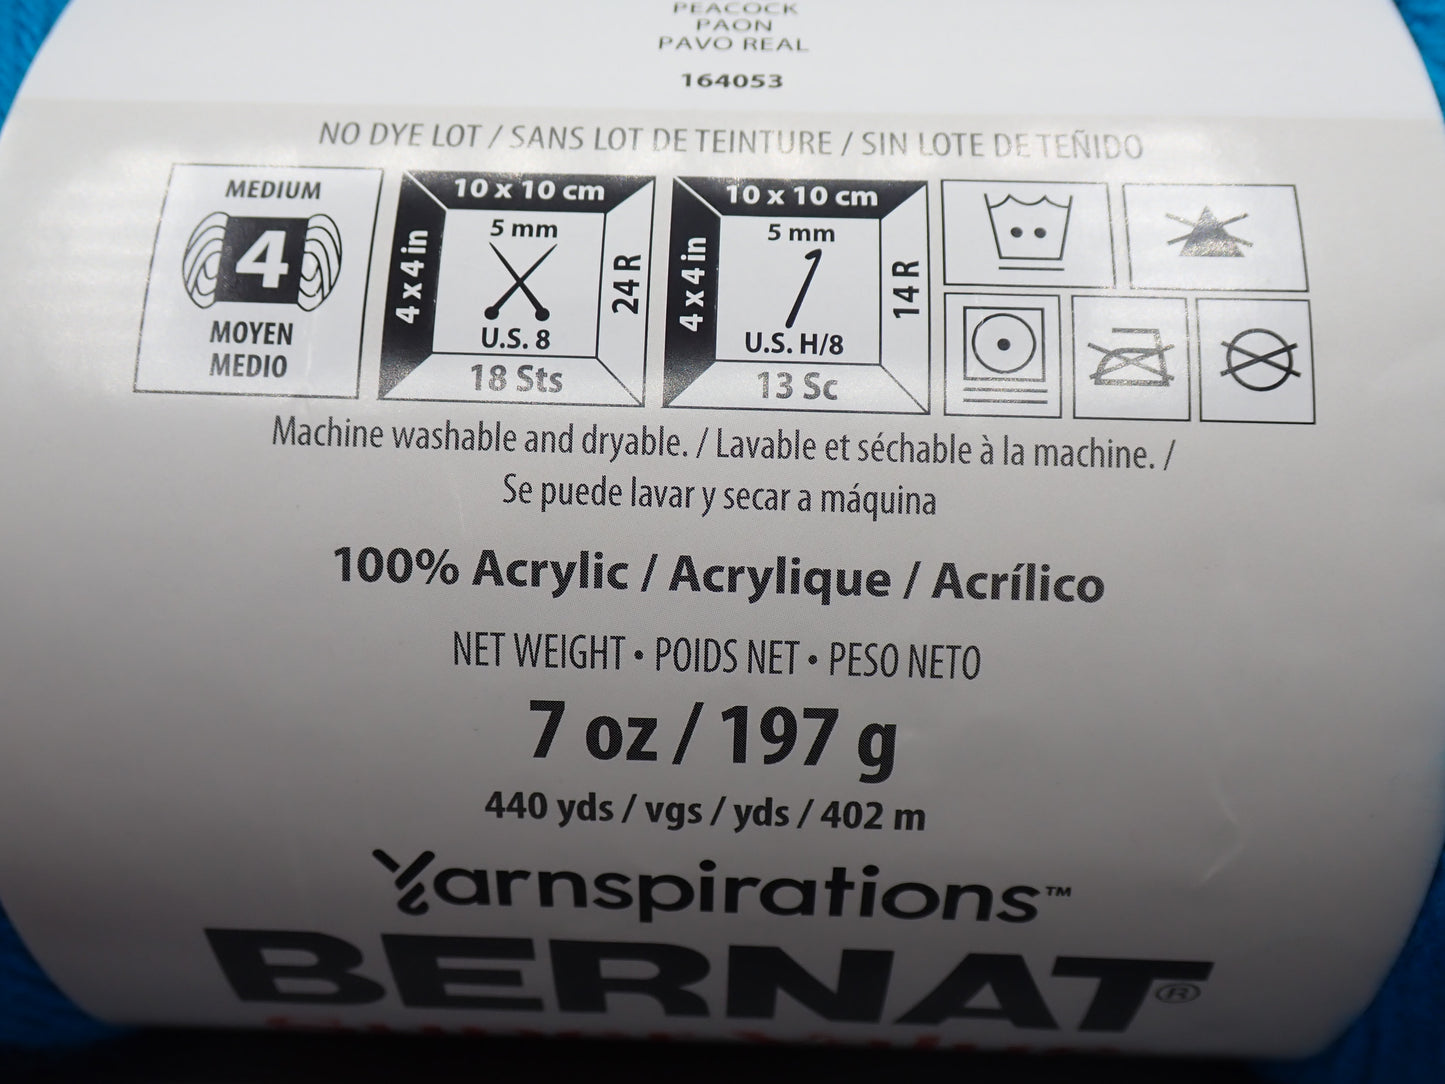 PEACOCK
PAON
PAVO REAL
164053
NO DYE LOT / SANS LOT DE TEINTURE / SIN LOTE DE TEÑIDO
MEDIUM
4
MOYEN
MEDIO
10 x 10 cm
4 x 4 in
5 mm
U.S. 8
24 R
18 Sts
10 x 10 cm
4 x 4 in
5 mm
U.S. H/8
14 R
13 Sc
Machine washable and dryable. / Lavable et séchable à la machine. /
Se puede lavar y secar a máquina
100% Acrylic / Acrylique / Acrílico
NET WEIGHT • POIDS NET • PESO NETO
7 oz / 197 g
440 yds / vgs / yds / 402 m
Yarnspirations™
BERNAT®